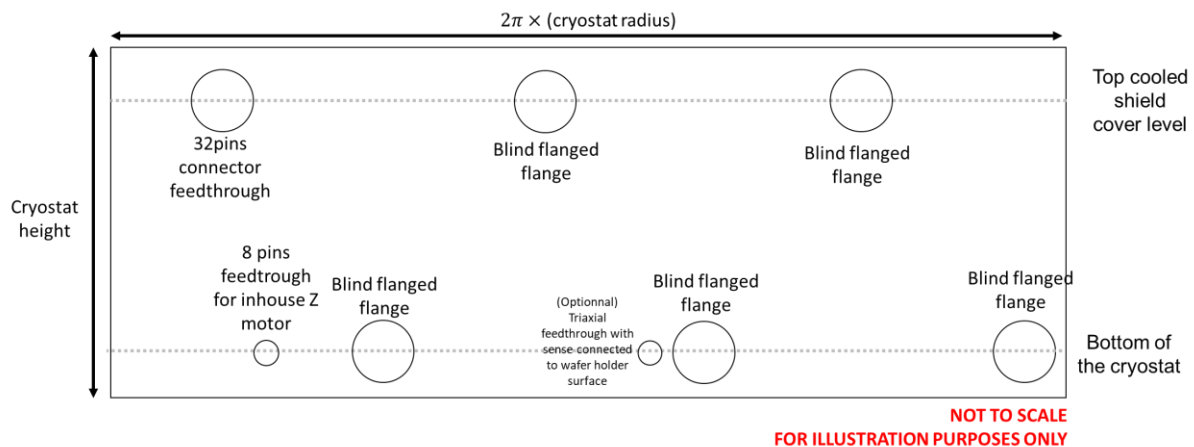 2π × (cryostat radius)
Top cooled
shield
cover level
32pins
connector
feedthrough
Blind flanged
flange
Blind flanged
flange
Cryostat
height
8 pins
feedtrough
for inhouse Z
motor
Blind flanged
flange
(Optionnal)
Triaxial
feedthrough with
sense connected
to wafer holder
surface
Blind flanged
flange
Blind flanged
flange
Bottom of
the cryostat
NOT TO SCALE
FOR ILLUSTRATION PURPOSES ONLY